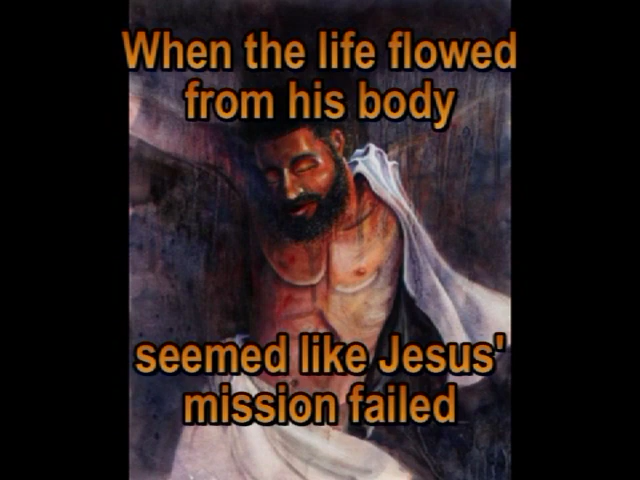 When the life flowed
from his body
seemed like Jesus'
mission failed